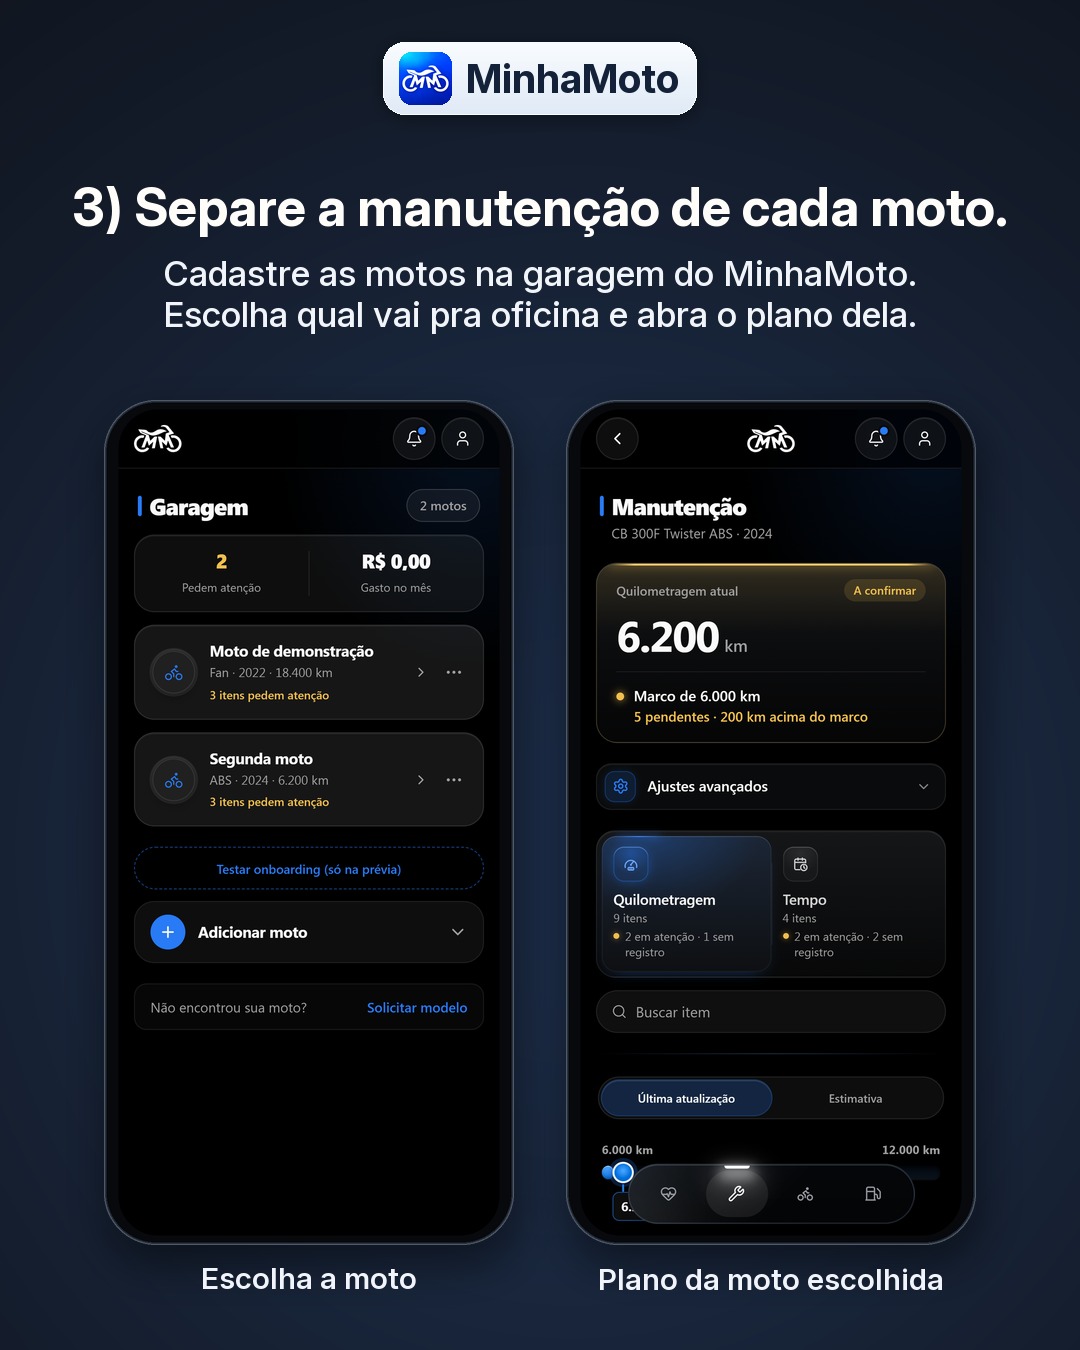 MinhaMoto
3) Separe a manutenção de cada moto.
Cadastre as motos na garagem do MinhaMoto.
Escolha qual vai pra oficina e abra o plano dela.
MM
Garagem
2 motos
2
Pedem atenção
R$ 0,00
Gasto no mês
Moto de demonstração
Fan · 2022 · 18.400 km
3 itens pedem atenção
Segunda moto
ABS · 2024 · 6.200 km
3 itens pedem atenção
Testar onboarding (só na prévia)
Adicionar moto
Não encontrou sua moto?
Solicitar modelo
Escolha a moto
MM
Manutenção
CB 300F Twister ABS · 2024
Quilometragem atual
A confirmar
6.200 km
Marco de 6.000 km
5 pendentes · 200 km acima do marco
Ajustes avançados
Quilometragem
9 itens
2 em atenção · 1 sem
registro
Tempo
4 itens
2 em atenção · 2 sem
registro
Buscar item
Última atualização
Estimativa
6.000 km
12.000 km
6.
Plano da moto escolhida